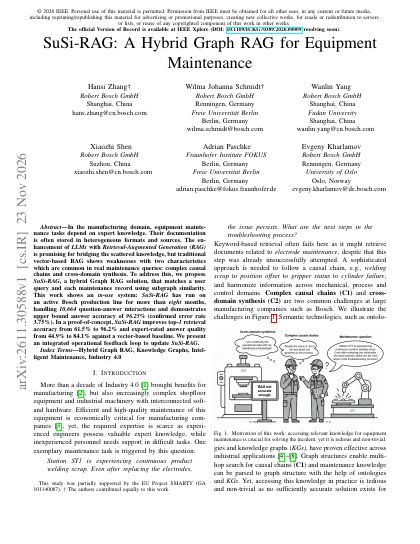 © 2026 IEEE. Personal use of this material is permitted. Permission from IEEE must be obtained for all other uses, in any current or future media,
including reprinting/republishing this material for advertising or promotional purposes, creating new collective works, for resale or redistribution to servers
or lists, or reuse of any copyrighted component of this work in other works.
The official Version of Record is available at IEEE Xplore (DOI:
resolving soon).
SuSi-RAG: A Hybrid Graph RAG for Equipment
Maintenance
Hansi Zhang†
Robert Bosch GmbH
Shanghai, China
hans.zhang@cn.bosch.com
Wilma Johanna Schmidt†
Robert Bosch GmbH
Renningen, Germany
Freie Universität Berlin
Berlin, Germany
wilma.schmidt@bosch.com
Wanlin Yang
Robert Bosch GmbH
Shanghai, China
Fudan University
Shanghai, China
wanlin.yang@cn.bosch.com
Xiaozhi Shen
Robert Bosch GmbH
Suzhou, China
xiaozhi.shen@cn.bosch.com
Adrian Paschke
Fraunhofer Institute FOKUS
Berlin, Germany
Freie Universität Berlin
Berlin, Germany
adrian.paschke@fokus.fraunhofer.de
Evgeny Kharlamov
Robert Bosch GmbH
Renningen, Germany
University of Oslo
Oslo, Norway
evgeny.kharlamov@de.bosch.com
arXiv:2611.30588v1 [cs.IR] 23 Nov 2026
Abstract—In the manufacturing domain, equipment mainte-
nance tasks depend on expert knowledge. Their documentation
is often stored in heterogeneous formats and sources. The en-
hancement of LLMs with Retrieval-Augmented Generation (RAG)
is promising for bridging the scattered knowledge, but traditional
vector-based RAG shows weaknesses with two characteristics
which are common in real maintenance queries: complex causal
chains and cross-domain synthesis. To address this, we propose
SuSi-RAG, a hybrid Graph RAG solution, that matches a user
query and each maintenance record using subgraph similarity.
This work shows an in-use system: SuSi-RAG has run on
an active Bosch production line for more than eight months,
handling 10,664 question-answer interactions and demonstrates
upper bound answer accuracy of 96.25% (confirmed error rate
3.75%). In a proof-of-concept, SuSi-RAG improves top-1 retrieval
accuracy from 61.5% to 96.2% and expert-rated answer quality
from 44.9% to 84.1% against a vector-based baseline. We present
an integrated operational feedback loop to update SuSi-RAG.
Index Terms—Hybrid Graph RAG, Knowledge Graphs, Intel-
ligent Maintenance, Industry 4.0
I. INTRODUCTION
More than a decade of Industry 4.0 [1] brought benefits for
manufacturing [2], but also increasingly complex shopfloor
equipment and industrial machinery with interconnected soft-
and hardware. Efficient and high-quality maintenance of this
equipment is economically critical for manufacturing com-
panies [3], yet, the required expertise is scarce as experi-
enced engineers possess valuable expert knowledge, while
inexperienced personnel needs support in difficult tasks. One
exemplary maintenance task is triggered by this question:
Station ST1 is experiencing continuous product
welding scrap. Even after replacing the electrodes,
This study was partially supported by the EU Project SMARTY (GA
101140087). † The authors contributed equally to this work.
the issue persists. What are the next steps in the
troubleshooting process?
Keyword-based retrieval often fails here as it might retrieve
documents related to electrode maintenance, despite that this
step was already insufficiently attempted. A sophisticated
approach is needed to follow a causal chain, e.g., welding
scrap to position offset to gripper wear to cylinder instability,
and harmonize information across mechanical, process and
control domains. Complex causal chains (C1) and cross-
domain synthesis (C2) are two common challenges at large
manufacturing companies such as Bosch. We illustrate the
challenges in Figure 1. Semantic technologies, such as ontolo-
Cross-domain synthesis
Complex causal chains
Maintenance question
ST1
RAG not
accurate
enough
Fig. 1. Motivation of this work: accessing relevant knowledge for equipment
maintenance is crucial for solving the incident, yet it is tedious and non-trivial.
gies and knowledge graphs (KGs), have proven effective across
industrial applications [4]–[6]. Graph structures enable multi-
hop search for causal chains (C1) and maintenance knowledge
can be parsed to graph structure with the help of ontologies
and KGs. Yet, accessing this knowledge in practice is tedious
and non-trivial as no sufficiently accurate solution exists for